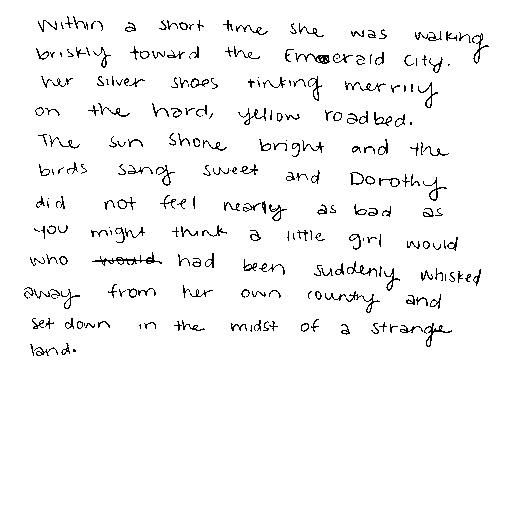 Within a short time she was walking
briskly toward the Emerald City.
Her silver shoes tinking merrily
on the hard, yellow roadbed.
The sun shone bright and the
birds sang sweet and Dorothy
did not feel nearly as bad as
you might think a little girl would
who would had been suddenly whisked
away from her own country and
set down in the midst of a strange
land.